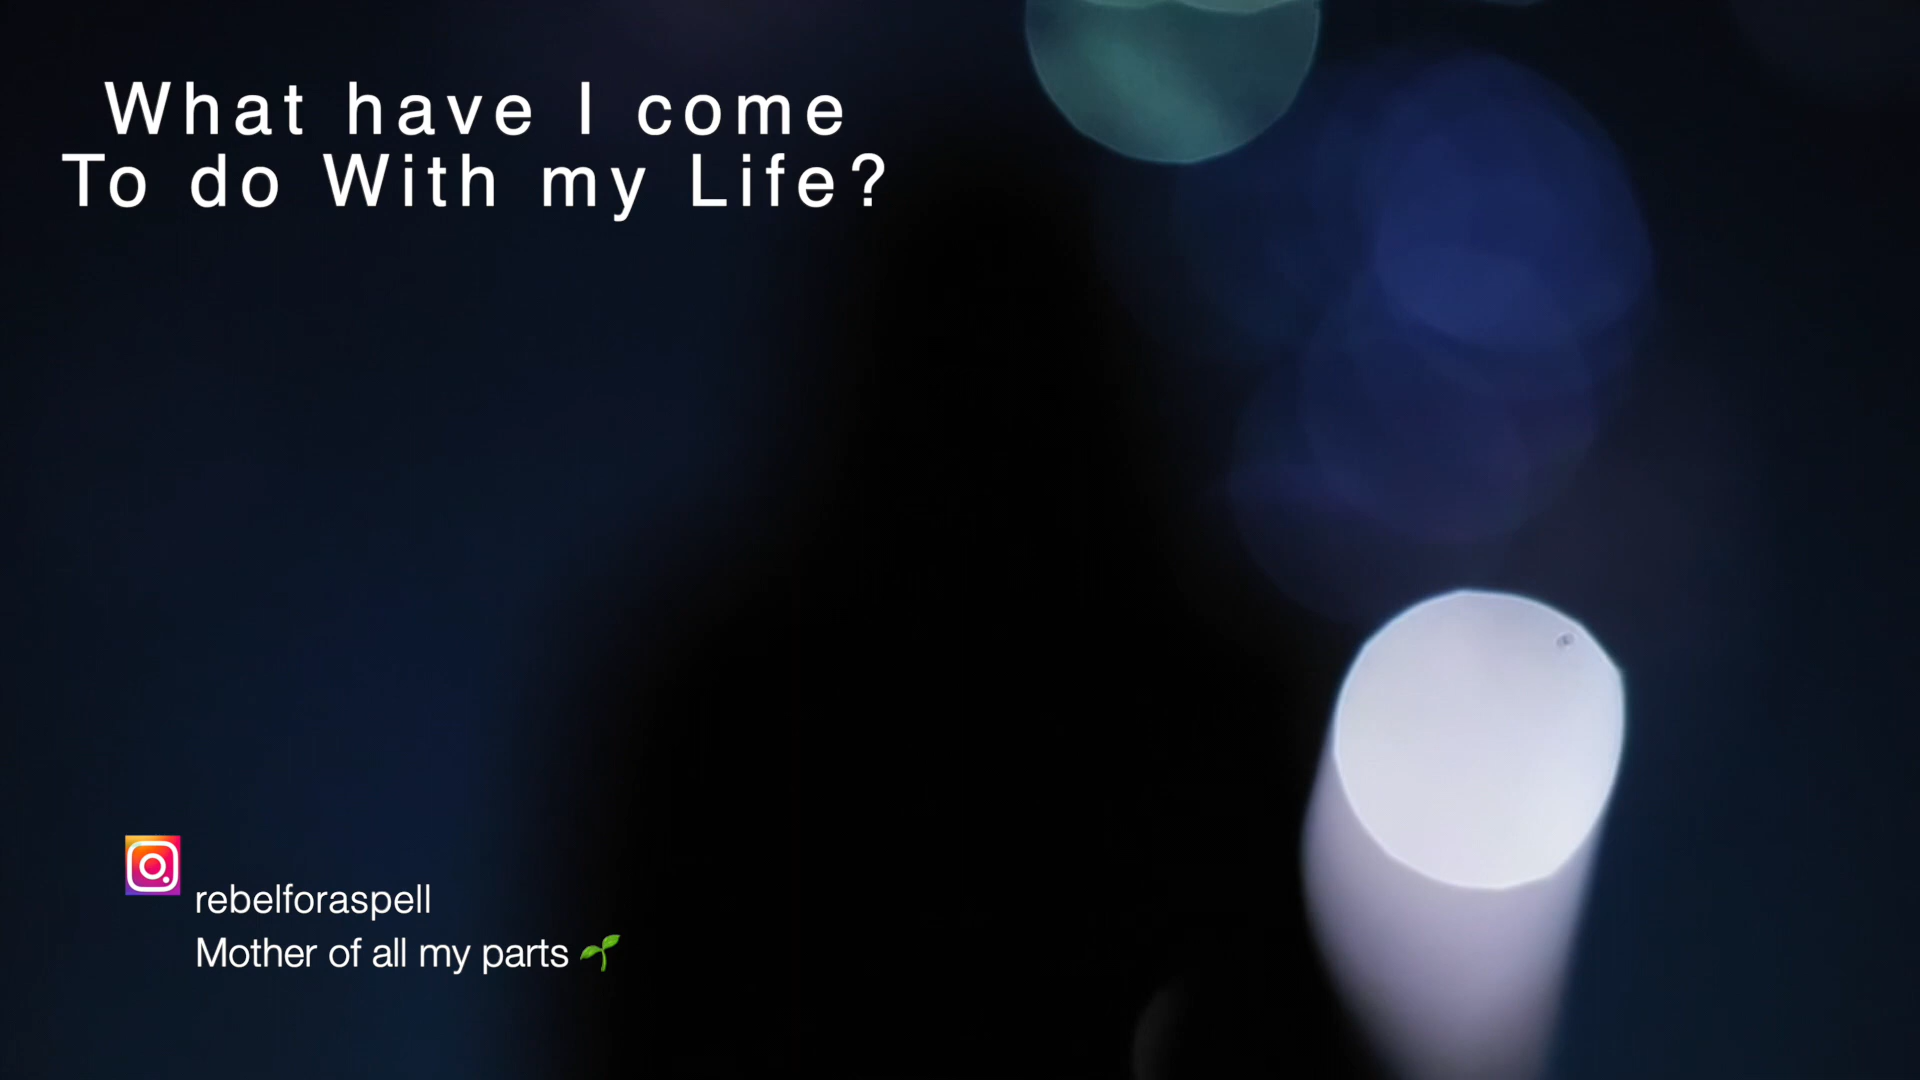 What have I come
To do With my Life?
rebelforaspell
Mother of all my parts 🌱